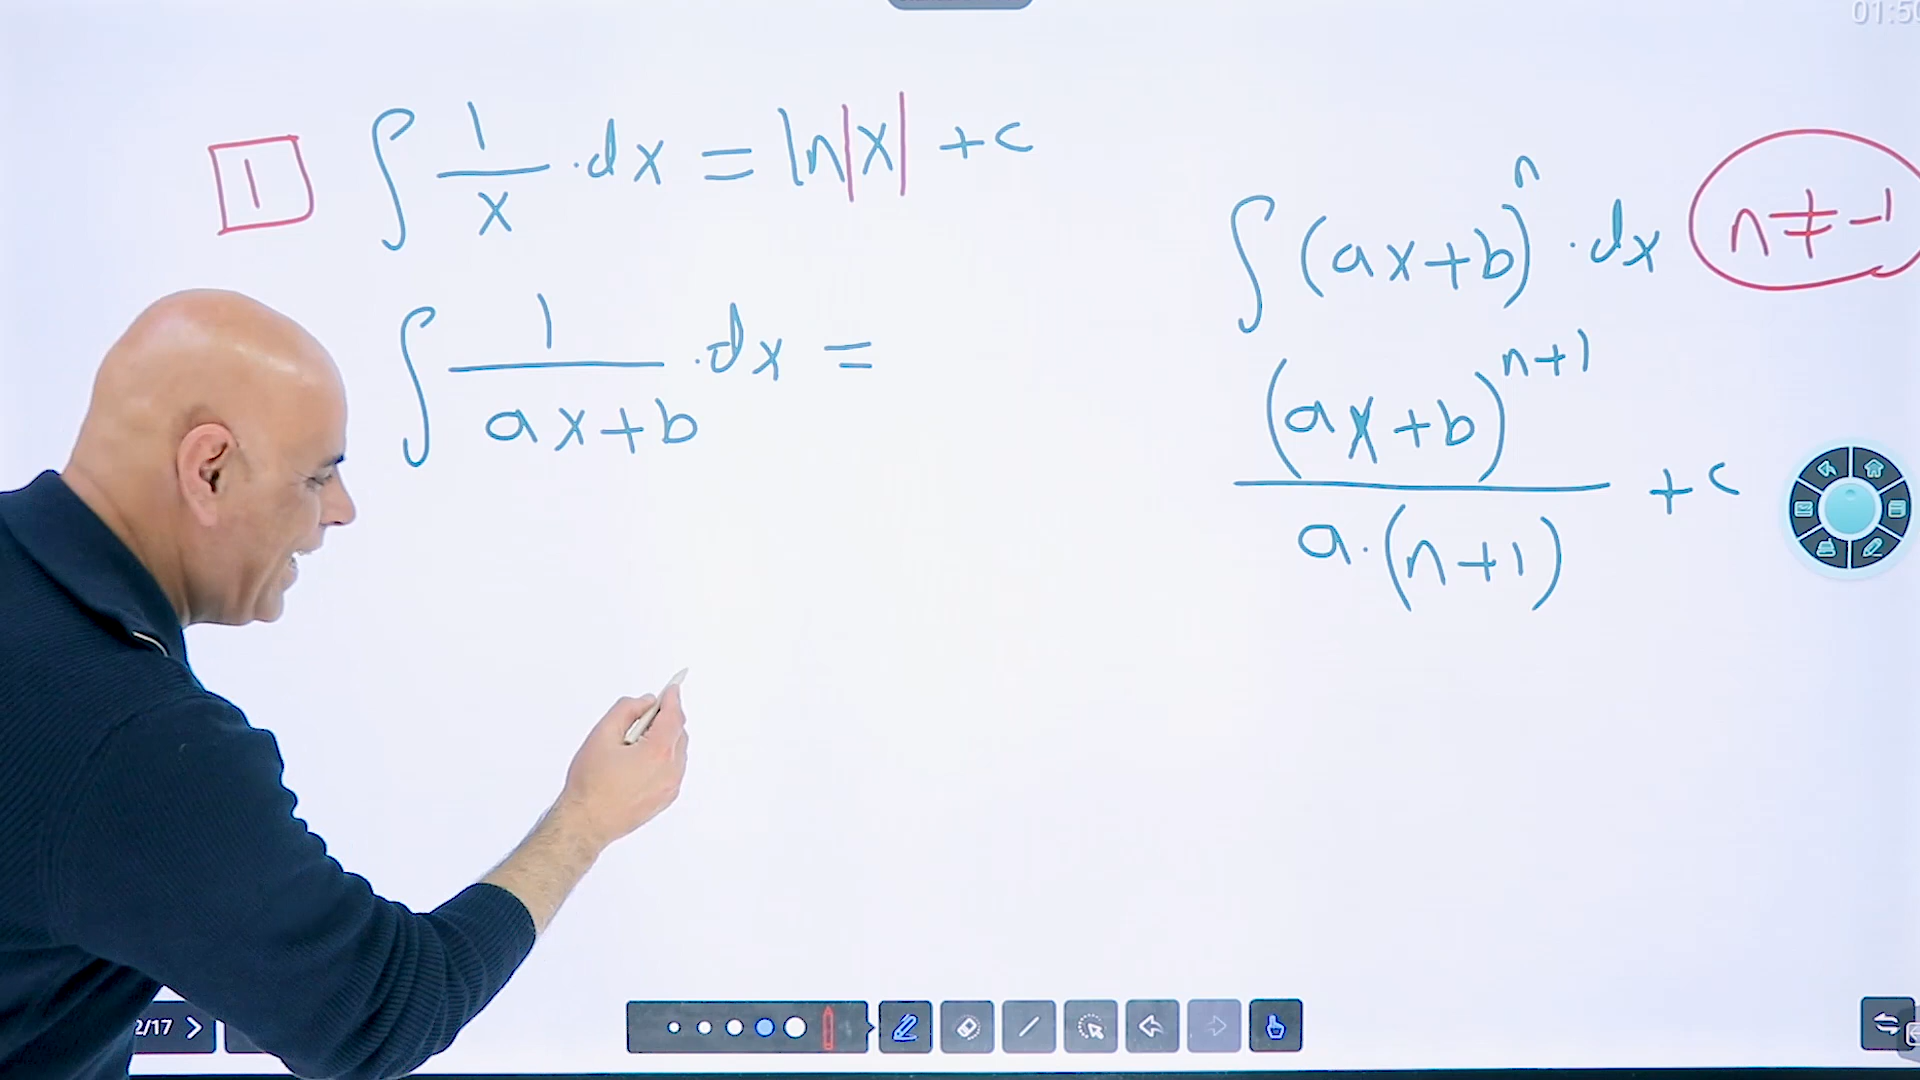 1 ∫ 1/x · dx = ln|x| + c
∫ 1/(ax+b) · dx =
∫ (ax+b)^n · dx n ≠ -1
(ax+b)^(n+1) / a·(n+1) + c
2/17